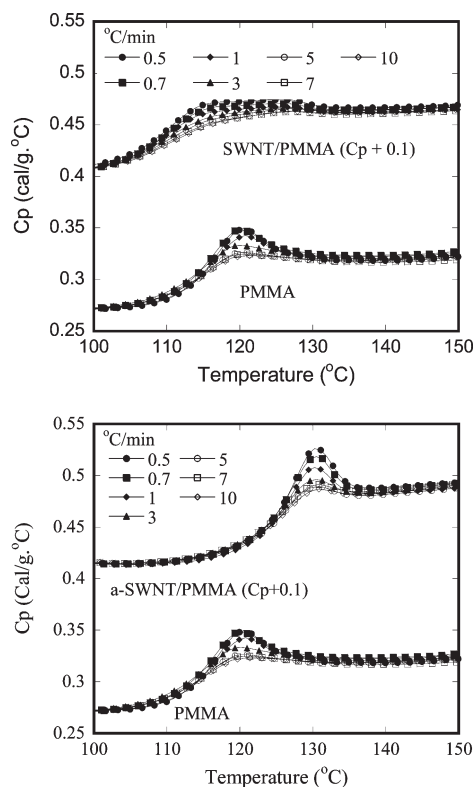 °C/min
0.5 1 5 10
0.7 3 7
0.55
0.5
0.45
0.4
0.35
0.3
0.25
Cp (cal/g.°C)
SWNT/PMMA (Cp + 0.1)
PMMA
100 110 120 130 140 150
Temperature (°C)
°C/min
0.5 5
0.7 7
1 10
3
0.55
0.5
0.45
0.4
0.35
0.3
0.25
Cp (Cal/g.°C)
a-SWNT/PMMA (Cp+0.1)
PMMA
100 110 120 130 140 150
Temperature (°C)